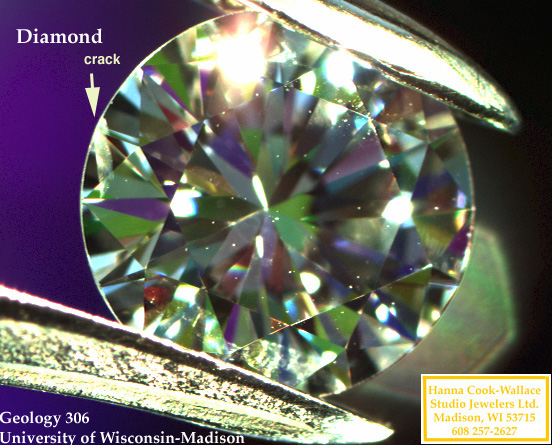 Diamond
crack
Geology 306
University of Wisconsin-Madison
Hanna Cook-Wallace
Studio Jewelers Ltd.
Madison, WI 53715
608 257-2627